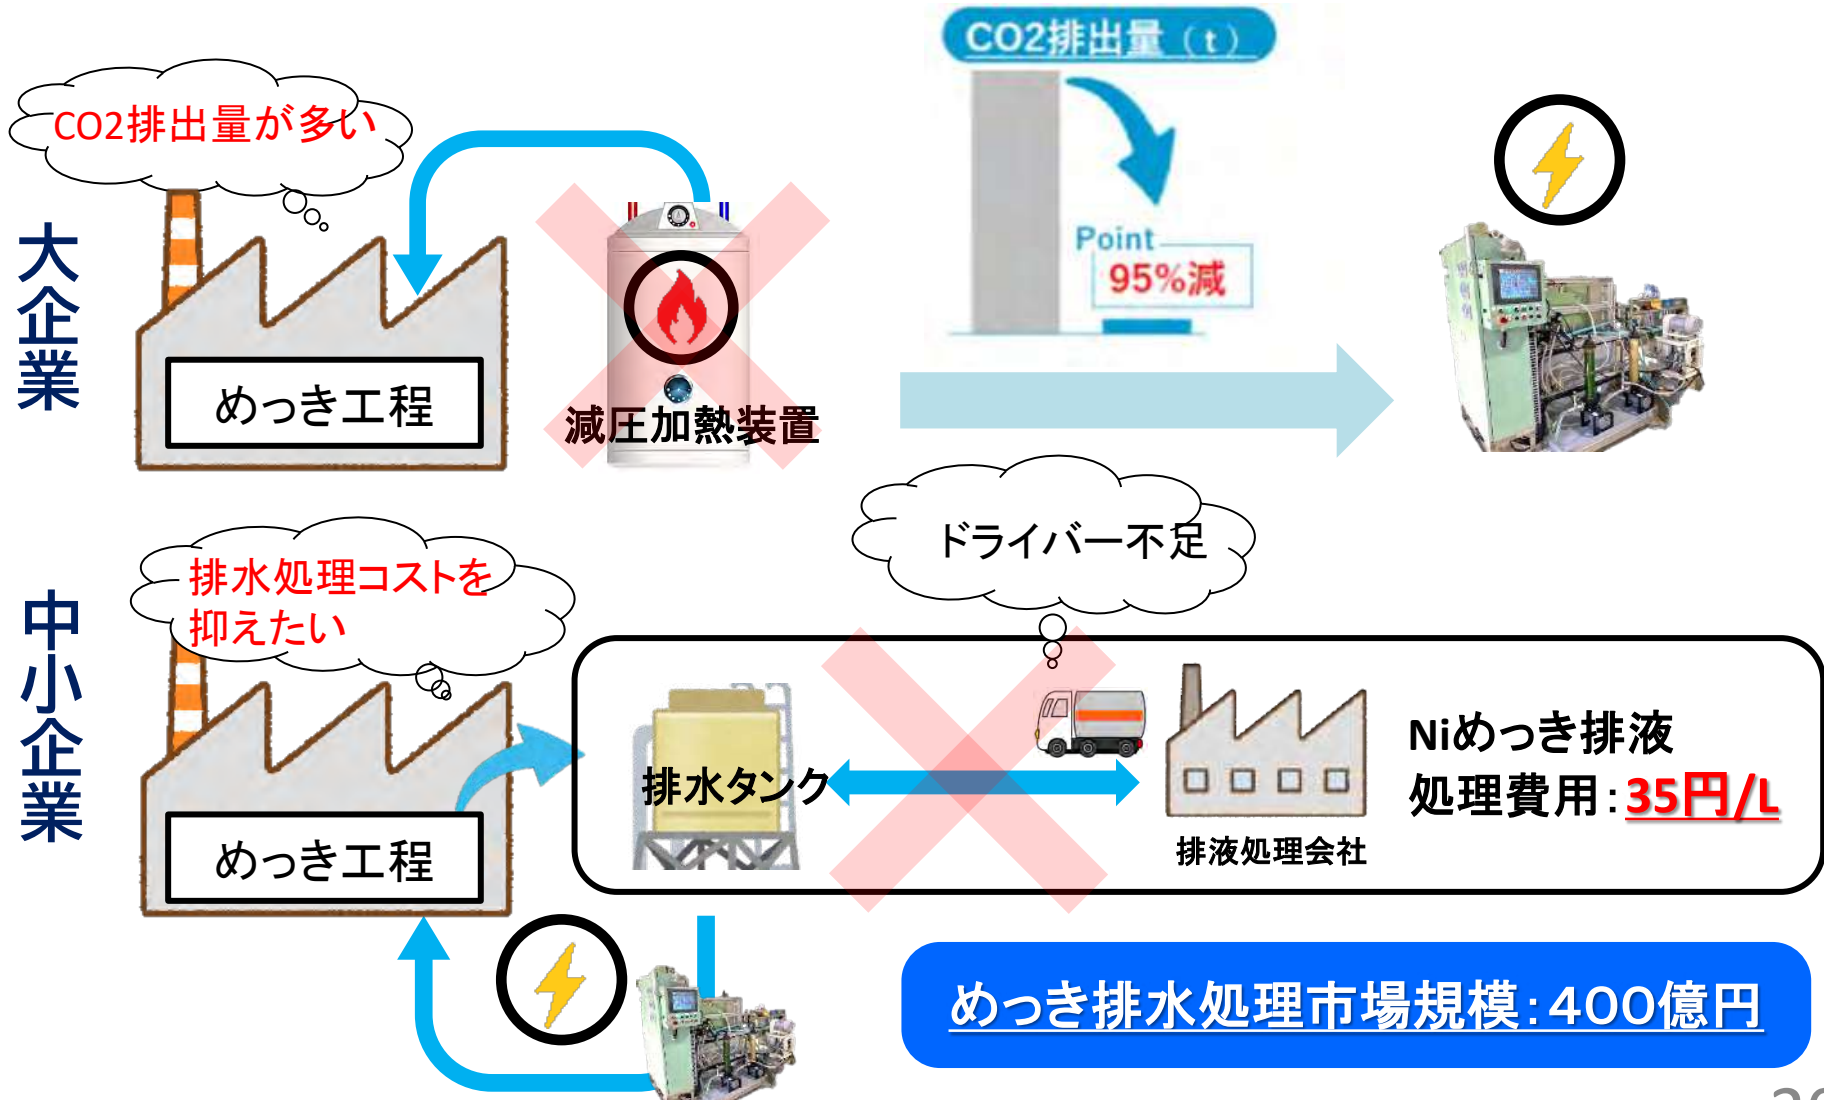 CO2排出量（t）
CO2排出量が多い
Point
95%減
大企業
めっき工程
減圧加熱装置
ドライバー不足
排水処理コストを
抑えたい
中小企業
めっき工程
排水タンク
排液処理会社
Niめっき排液
処理費用：35円/L
めっき排水処理市場規模：400億円